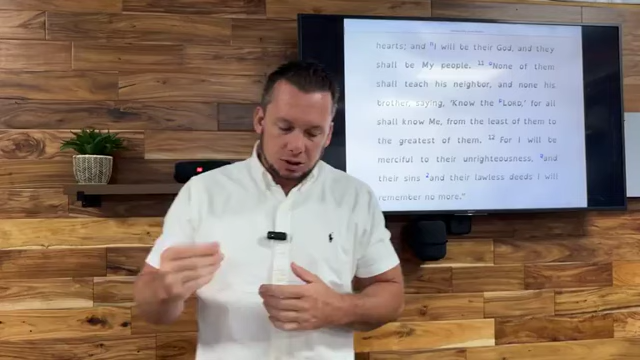 hearts; and ⁿI will be their God, and they
shall be My people. ¹¹ ᵒNone of them
shall teach his neighbor, and none his
brother, saying, 'Know the ᵖLORD,' for all
shall know Me, from the least of them to
the greatest of them. ¹² For I will be
merciful to their unrighteousness, and
their sins and their lawless deeds I will
remember no more."